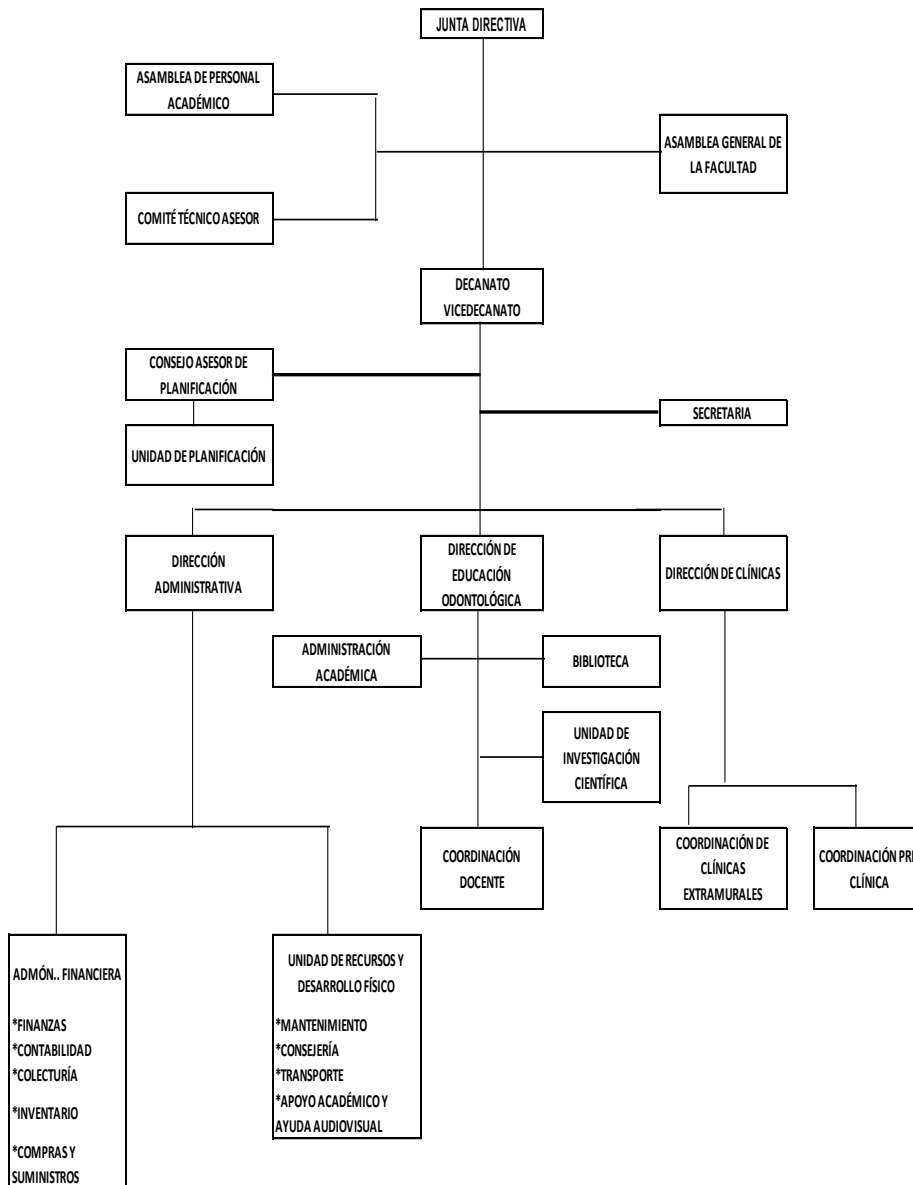 JUNTA DIRECTIVA
ASAMBLEA DE PERSONAL
ACADÉMICO
ASAMBLEA GENERAL DE
LA FACULTAD
COMITÉ TÉCNICO ASESOR
DECANATO
VICEDECANATO
CONSEJO ASESOR DE
PLANIFICACIÓN
SECRETARIA
UNIDAD DE PLANIFICACIÓN
DIRECCIÓN
ADMINISTRATIVA
DIRECCIÓN DE
EDUCACIÓN
ODONTOLÓGICA
DIRECCIÓN DE CLÍNICAS
ADMINISTRACIÓN
ACADÉMICA
BIBLIOTECA
UNIDAD DE
INVESTIGACIÓN
CIENTÍFICA
COORDINACIÓN
DOCENTE
COORDINACIÓN DE
CLÍNICAS
EXTRAMURALES
COORDINACIÓN PRE
CLÍNICA
ADMÓN.. FINANCIERA
*FINANZAS
*CONTABILIDAD
*COLECTURÍA
*INVENTARIO
*COMPRAS Y
SUMINISTROS
UNIDAD DE RECURSOS Y
DESARROLLO FÍSICO
*MANTENIMIENTO
*CONSEJERÍA
*TRANSPORTE
*APOYO ACADÉMICO Y
AYUDA AUDIOVISUAL